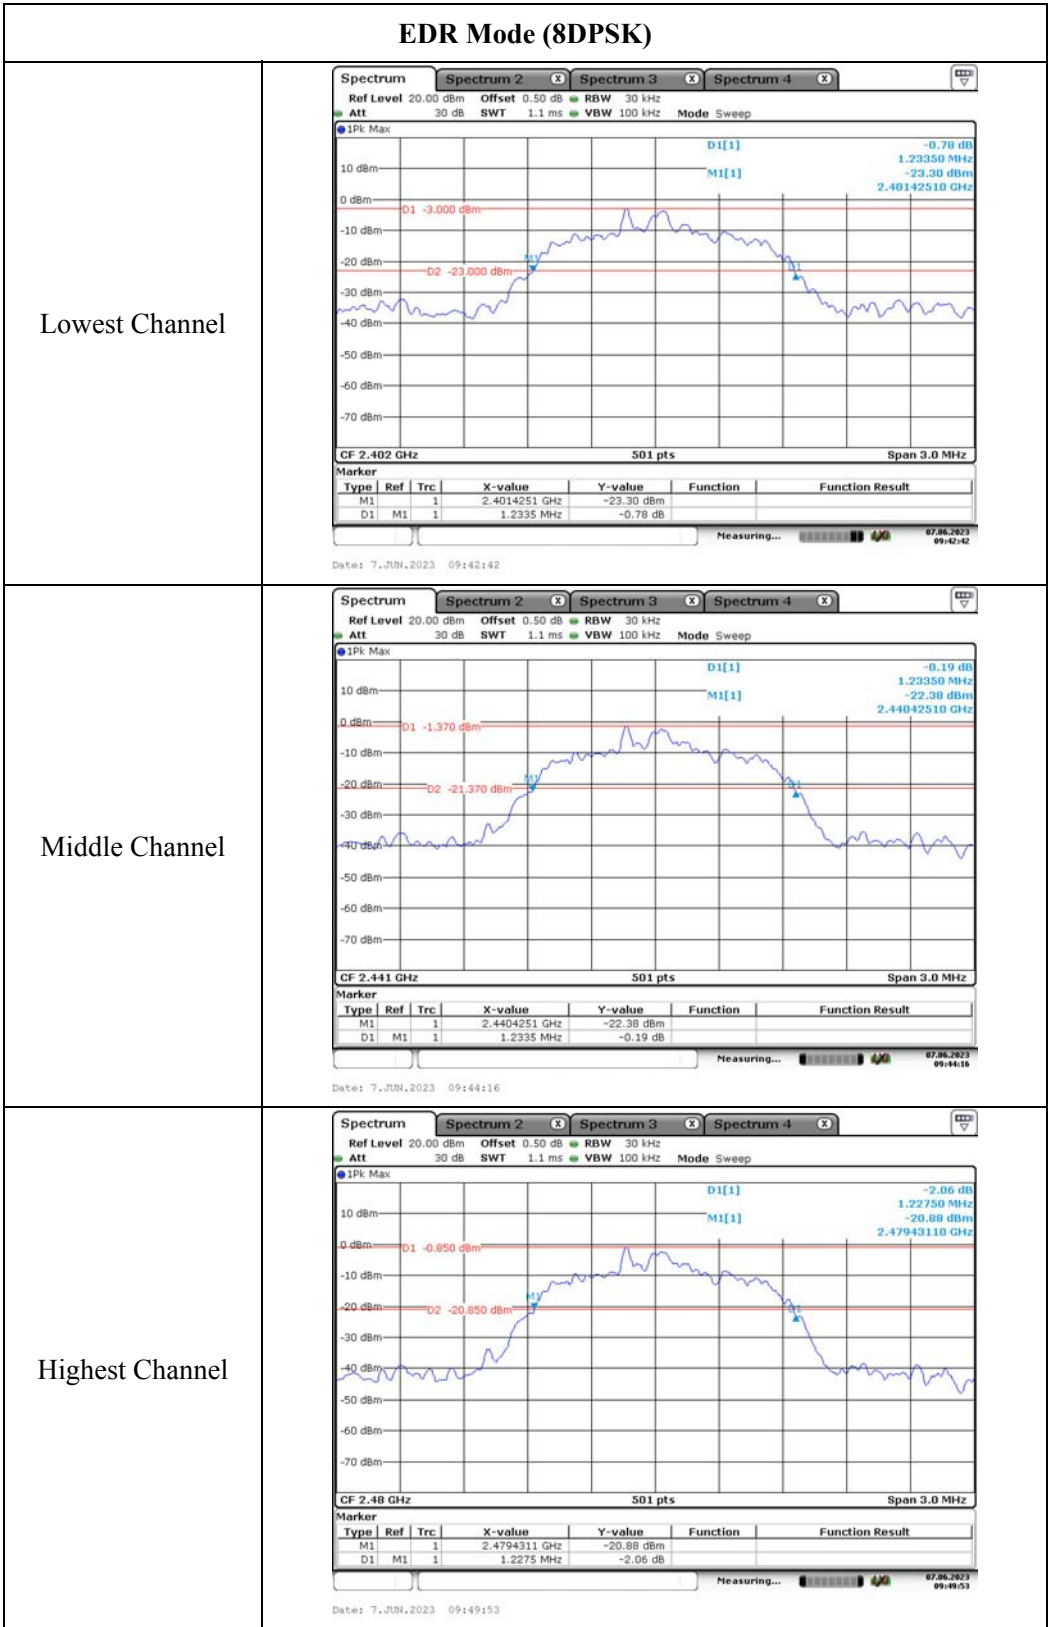 EDR Mode (8DPSK)
Lowest Channel
Spectrum Spectrum 2 X Spectrum 3 X Spectrum 4 X
Ref Level 20.00 dBm Offset 0.50 dB RBW 30 kHz
Att 30 dB SWT 1.1 ms VBW 100 kHz Mode Sweep
1Pk Max
D1[1] -0.78 dB
1.23350 MHz
M1[1] -23.30 dBm
2.40142510 GHz
10 dBm
0 dBm
D1 -3.000 dBm
-10 dBm
M1
-20 dBm
D1
D2 -23.000 dBm
-30 dBm
-40 dBm
-50 dBm
-60 dBm
-70 dBm
CF 2.402 GHz 501 pts Span 3.0 MHz
Marker
Type Ref Trc X-value Y-value Function Function Result
M1 1 2.4014251 GHz -23.30 dBm
D1 M1 1 1.2335 MHz -0.78 dB
Measuring... 07.06.2023
09:42:42
Date: 7.JUN.2023 09:42:42
Middle Channel
Spectrum Spectrum 2 X Spectrum 3 X Spectrum 4 X
Ref Level 20.00 dBm Offset 0.50 dB RBW 30 kHz
Att 30 dB SWT 1.1 ms VBW 100 kHz Mode Sweep
1Pk Max
D1[1] -0.19 dB
1.23350 MHz
M1[1] -22.38 dBm
2.44042510 GHz
10 dBm
0 dBm
D1 -1.370 dBm
-10 dBm
M1
-20 dBm
D1
D2 -21.370 dBm
-30 dBm
-40 dBm
-50 dBm
-60 dBm
-70 dBm
CF 2.441 GHz 501 pts Span 3.0 MHz
Marker
Type Ref Trc X-value Y-value Function Function Result
M1 1 2.4404251 GHz -22.38 dBm
D1 M1 1 1.2335 MHz -0.19 dB
Measuring... 07.06.2023
09:44:16
Date: 7.JUN.2023 09:44:16
Highest Channel
Spectrum Spectrum 2 X Spectrum 3 X Spectrum 4 X
Ref Level 20.00 dBm Offset 0.50 dB RBW 30 kHz
Att 30 dB SWT 1.1 ms VBW 100 kHz Mode Sweep
1Pk Max
D1[1] -2.06 dB
1.22750 MHz
M1[1] -20.88 dBm
2.47943110 GHz
10 dBm
0 dBm
D1 -0.850 dBm
-10 dBm
M1
-20 dBm
D1
D2 -20.850 dBm
-30 dBm
-40 dBm
-50 dBm
-60 dBm
-70 dBm
CF 2.48 GHz 501 pts Span 3.0 MHz
Marker
Type Ref Trc X-value Y-value Function Function Result
M1 1 2.4794311 GHz -20.88 dBm
D1 M1 1 1.2275 MHz -2.06 dB
Measuring... 07.06.2023
09:49:53
Date: 7.JUN.2023 09:49:53